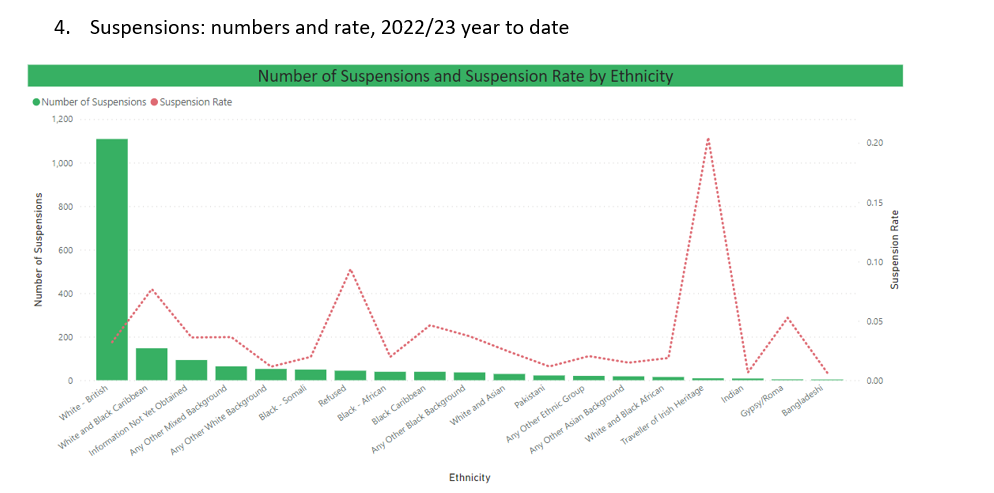 4. Suspensions: numbers and rate, 2022/23 year to date
Number of Suspensions and Suspension Rate by Ethnicity
Number of Suspensions Suspension Rate
1,200
1,000
800
600
400
200
0
Number of Suspensions
0.20
0.15
0.10
0.05
0.00
Suspension Rate
White - British
White and Black Caribbean
Information Not Yet Obtained
Any Other Mixed Background
Any Other White Background
Black - Somali
Refused
Black - African
Black Caribbean
Any Other Black Background
White and Asian
Pakistani
Any Other Ethnic Group
Any Other Asian Background
White and Black African
Traveller of Irish Heritage
Indian
Gypsy/Roma
Bangladeshi
Ethnicity